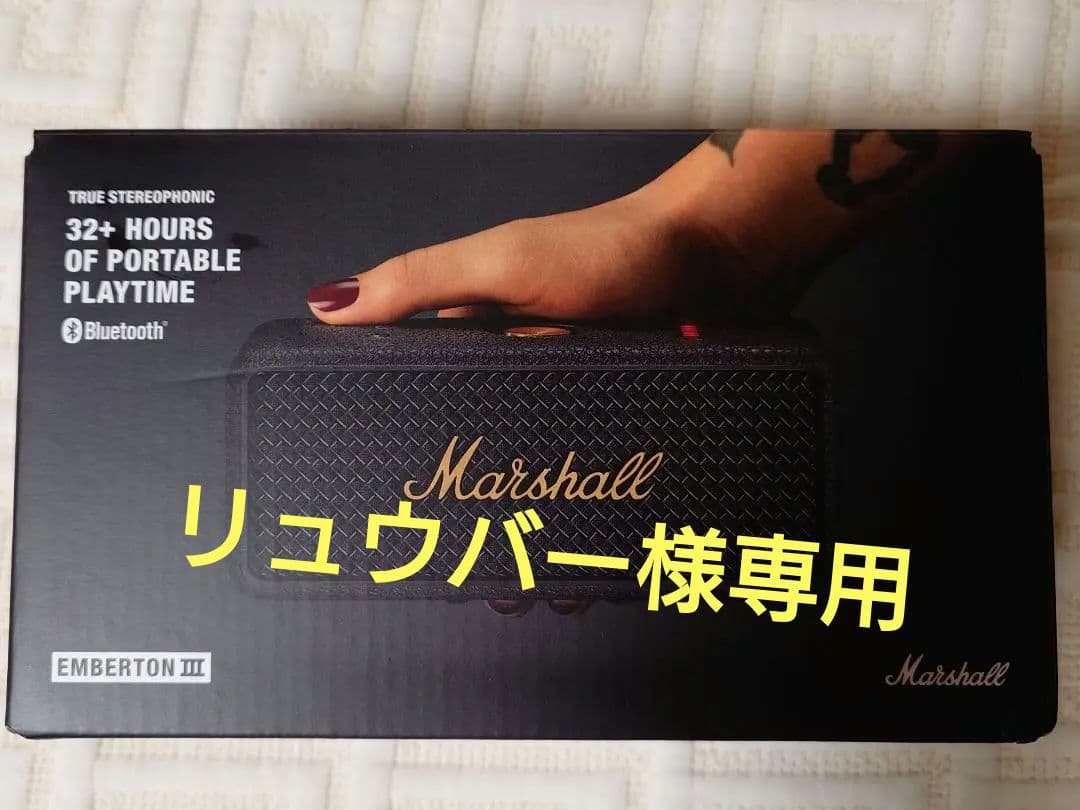 TRUE STEREOPHONIC
32+ HOURS
OF PORTABLE
PLAYTIME
Bluetooth®
Marshall
リュウバー様専用
EMBERTON III
Marshall